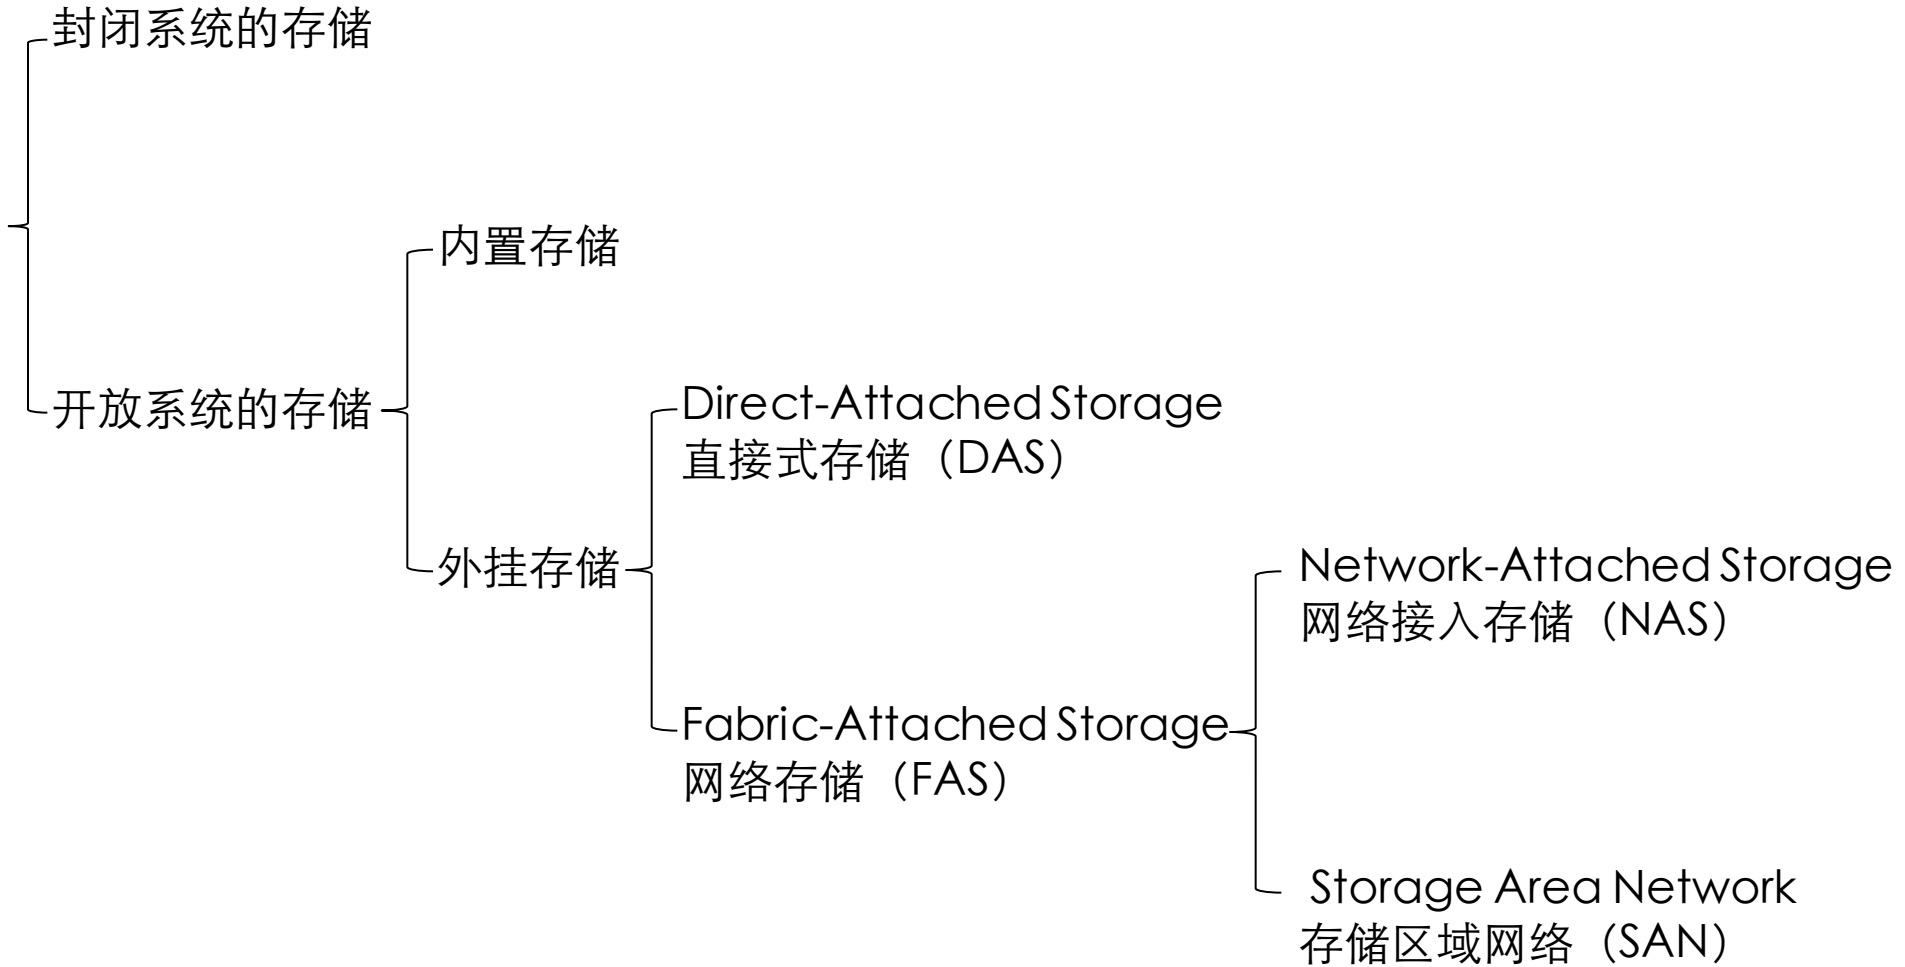 封闭系统的存储
内置存储
开放系统的存储
Direct-Attached Storage
直接式存储（DAS）
外挂存储
Network-Attached Storage
网络接入存储（NAS）
Fabric-Attached Storage
网络存储（FAS）
Storage Area Network
存储区域网络（SAN）